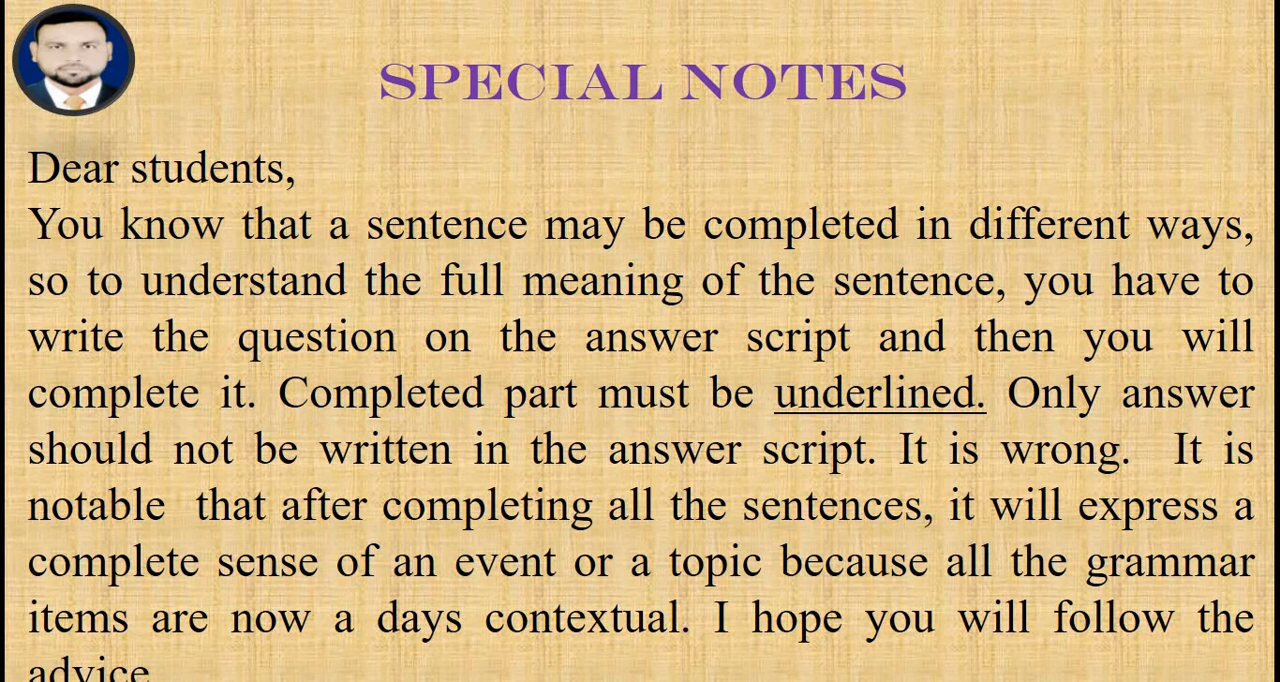 SPECIAL NOTES
Dear students,
You know that a sentence may be completed in different ways,
so to understand the full meaning of the sentence, you have to
write the question on the answer script and then you will
complete it. Completed part must be underlined. Only answer
should not be written in the answer script. It is wrong.  It is
notable  that after completing all the sentences, it will express a
complete sense of an event or a topic because all the grammar
items are now a days contextual. I hope you will follow the
advice